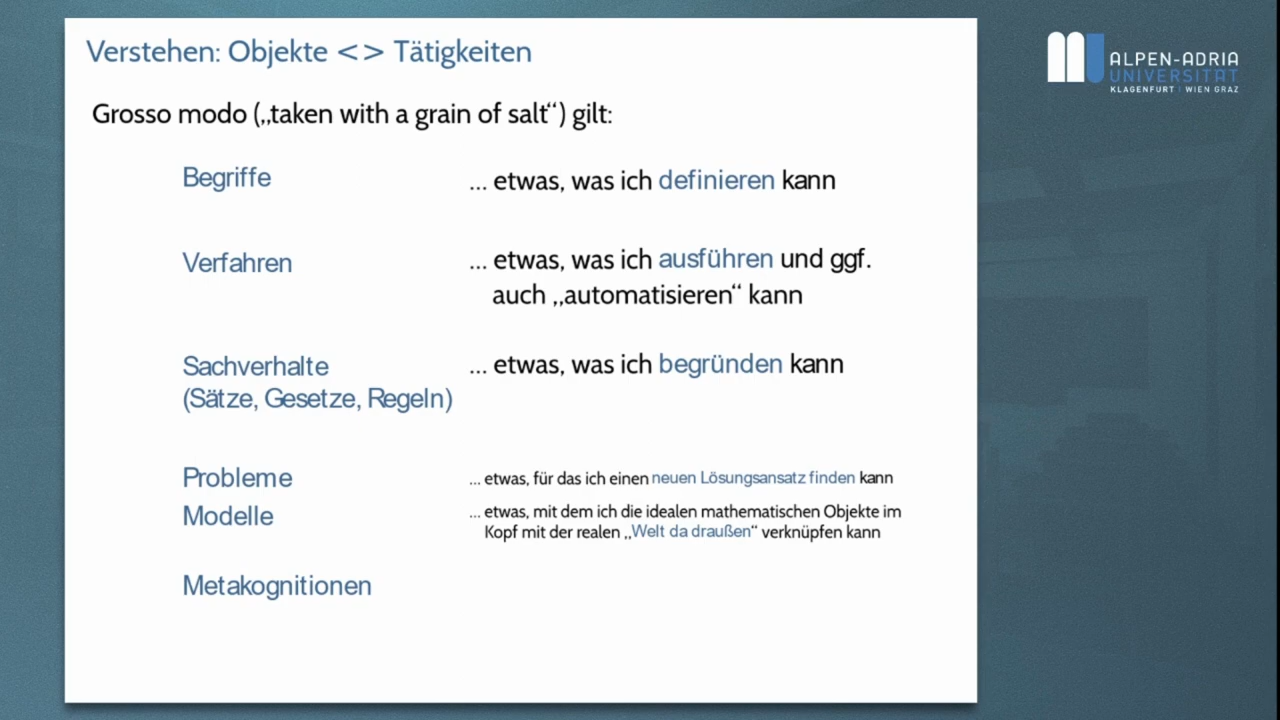 Verstehen: Objekte <> Tätigkeiten
Grosso modo („taken with a grain of salt“) gilt:
Begriffe
... etwas, was ich definieren kann
Verfahren
... etwas, was ich ausführen und ggf.
auch „automatisieren“ kann
Sachverhalte
(Sätze, Gesetze, Regeln)
... etwas, was ich begründen kann
Probleme
... etwas, für das ich einen neuen Lösungsansatz finden kann
Modelle
... etwas, mit dem ich die idealen mathematischen Objekte im
Kopf mit der realen „Welt da draußen“ verknüpfen kann
Metakognitionen
ALPEN-ADRIA
UNIVERSITÄT
KLAGENFURT | WIEN GRAZ